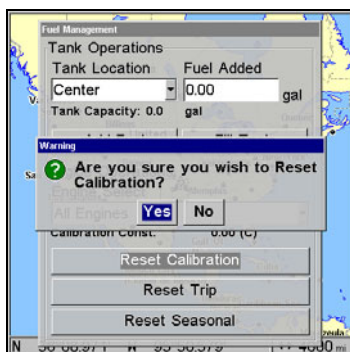 Fuel Management
Tank Operations
Tank Location Fuel Added
Center 0.00 gal
Tank Capacity: 0.0 gal
Warning
Are you sure you wish to Reset
Calibration?
Yes No
All Engines
Calibration Const. 0.00 (C)
Reset Calibration
Reset Trip
Reset Seasonal
N W mi